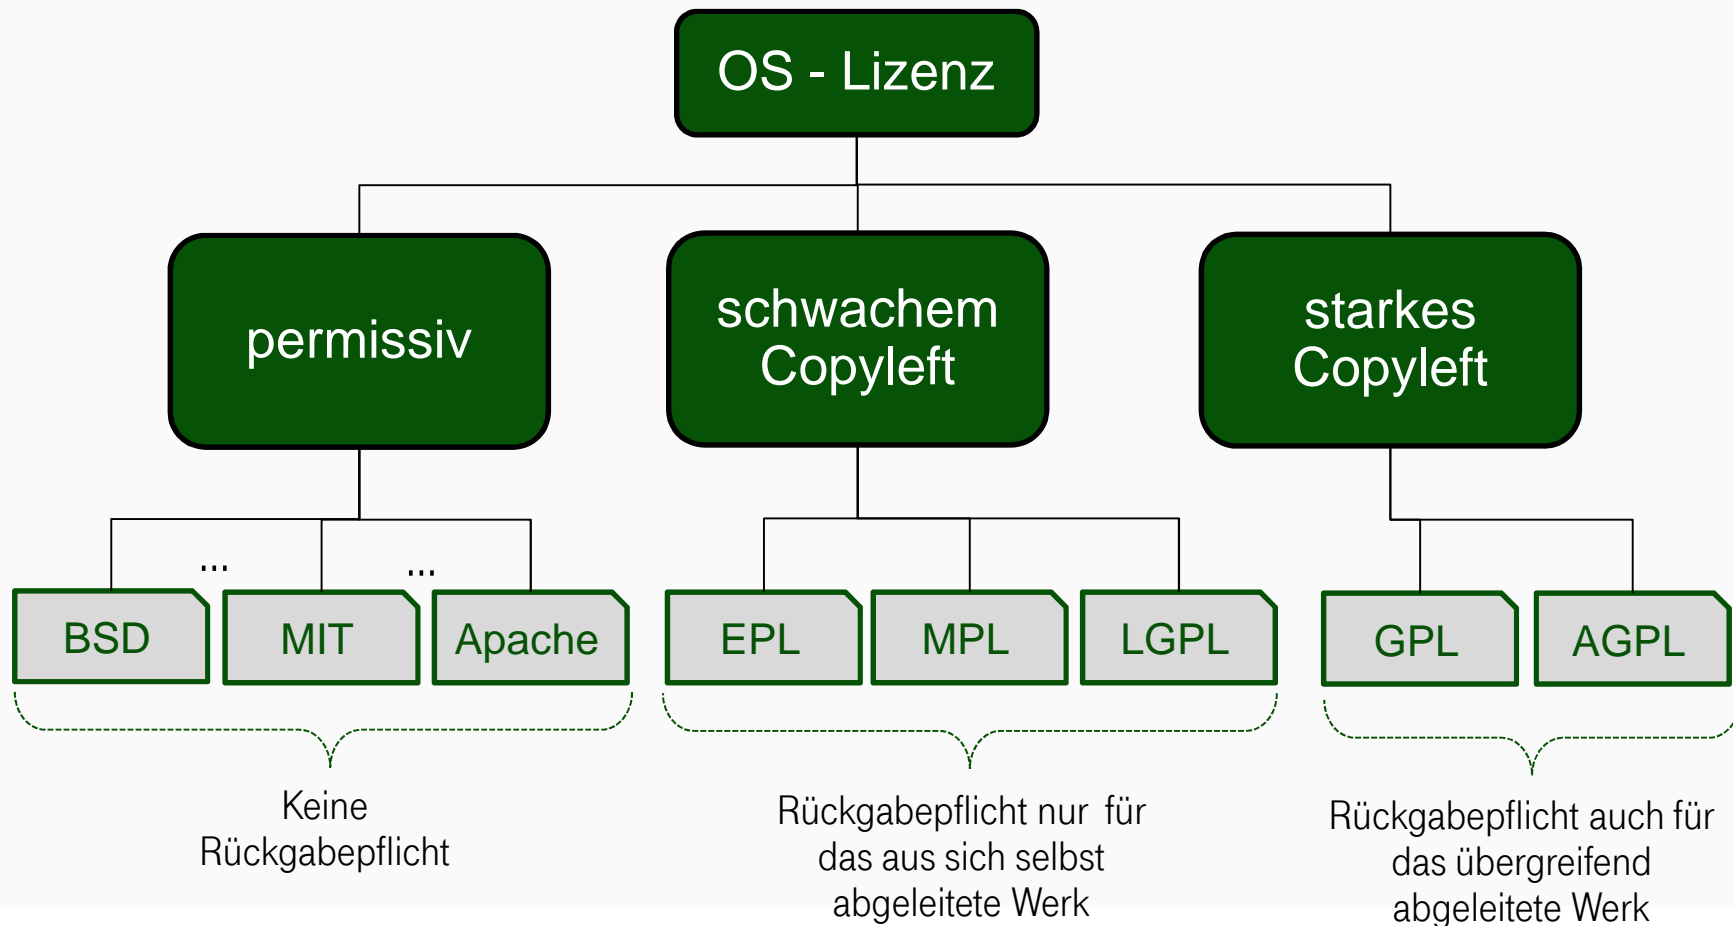 OS - Lizenz
permissiv
schwachem
Copyleft
starkes
Copyleft
...
...
BSD
MIT
Apache
EPL
MPL
LGPL
GPL
AGPL
Keine
Rückgabepflicht
Rückgabepflicht nur für
das aus sich selbst
abgeleitete Werk
Rückgabepflicht auch für
das übergreifend
abgeleitete Werk